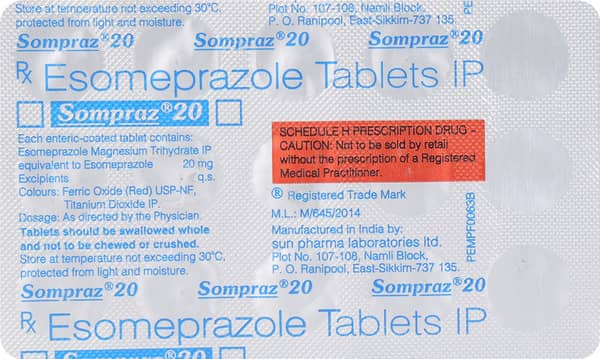 Store at temperature not exceeding 30°C,
protected from light and moisture.
Plot No. 107-108, Namli Block,
P. O. Ranipool, East-Sikkim-737 135.
Sompraz®20 Sompraz®20 Sompraz®20
Rx Esomeprazole Tablets IP
Sompraz®20
Each enteric-coated tablet contains:
Esomeprazole Magnesium Trihydrate IP
equivalent to Esomeprazole 20 mg
Excipients q.s.
Colours: Ferric Oxide (Red) USP-NF,
Titanium Dioxide IP.
Dosage: As directed by the Physician.
Tablets should be swallowed whole
and not to be chewed or crushed.
Store at temperature not exceeding 30°C,
protected from light and moisture.
SCHEDULE H PRESCRIPTION DRUG -
CAUTION: Not to be sold by retail
without the prescription of a Registered
Medical Practitioner.
® Registered Trade Mark
M.L.: M/645/2014
Manufactured in India by:
sun pharma laboratories ltd.
Plot No. 107-108, Namli Block,
P. O. Ranipool, East-Sikkim-737 135.
PEMPF0063B
Sompraz®20 Sompraz®20 Sompraz®20
Rx Esomeprazole Tablets IP
Sompraz®20